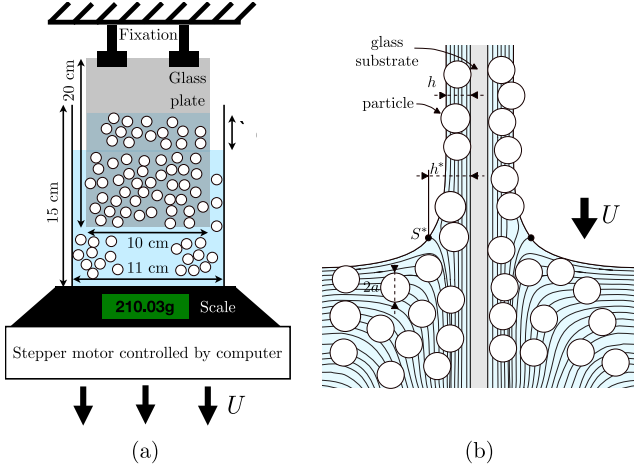 Fixation
Glass
plate
20 cm
15 cm
10 cm
11 cm
210.03g
Scale
Stepper motor controlled by computer
U
(a)
glass
substrate
h
particle
h*
S*
U
2a
(b)